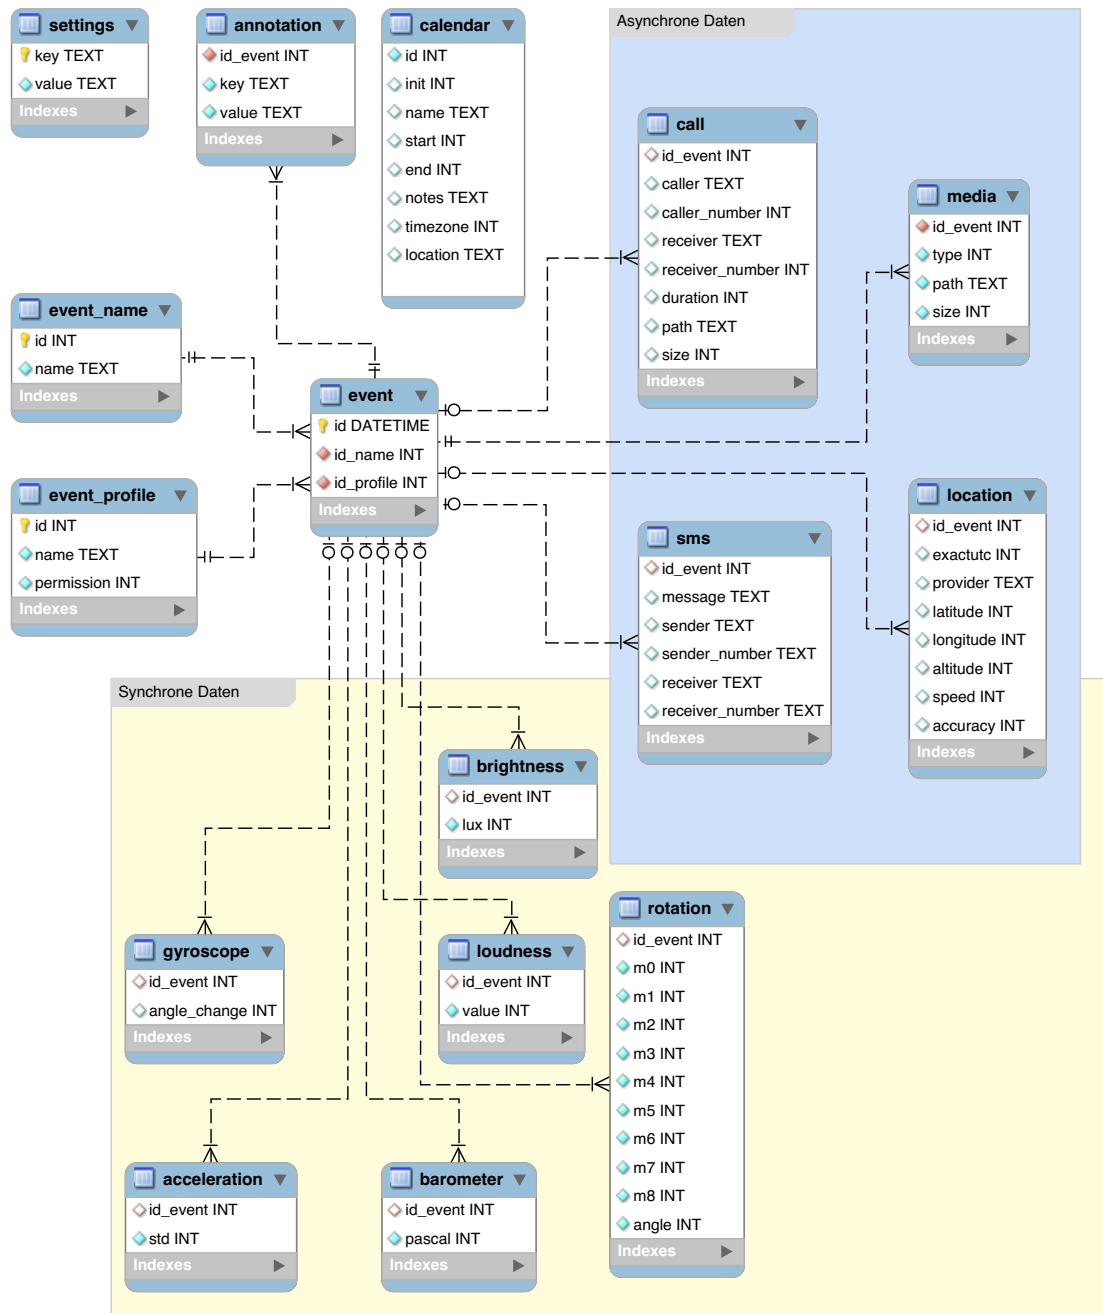 settings
key TEXT
value TEXT
Indexes
annotation
id_event INT
key TEXT
value TEXT
Indexes
calendar
id INT
init INT
name TEXT
start INT
end INT
notes TEXT
timezone INT
location TEXT
Asynchrone Daten
call
id_event INT
caller TEXT
caller_number INT
receiver TEXT
receiver_number INT
duration INT
path TEXT
size INT
Indexes
media
id_event INT
type INT
path TEXT
size INT
Indexes
event_name
id INT
name TEXT
Indexes
event
id DATETIME
id_name INT
id_profile INT
Indexes
event_profile
id INT
name TEXT
permission INT
Indexes
sms
id_event INT
message TEXT
sender TEXT
sender_number TEXT
receiver TEXT
receiver_number TEXT
Indexes
location
id_event INT
exactutc INT
provider TEXT
latitude INT
longitude INT
altitude INT
speed INT
accuracy INT
Indexes
Synchrone Daten
brightness
id_event INT
lux INT
Indexes
gyroscope
id_event INT
angle_change INT
Indexes
loudness
id_event INT
value INT
Indexes
rotation
id_event INT
m0 INT
m1 INT
m2 INT
m3 INT
m4 INT
m5 INT
m6 INT
m7 INT
m8 INT
angle INT
Indexes
acceleration
id_event INT
std INT
Indexes
barometer
id_event INT
pascal INT
Indexes